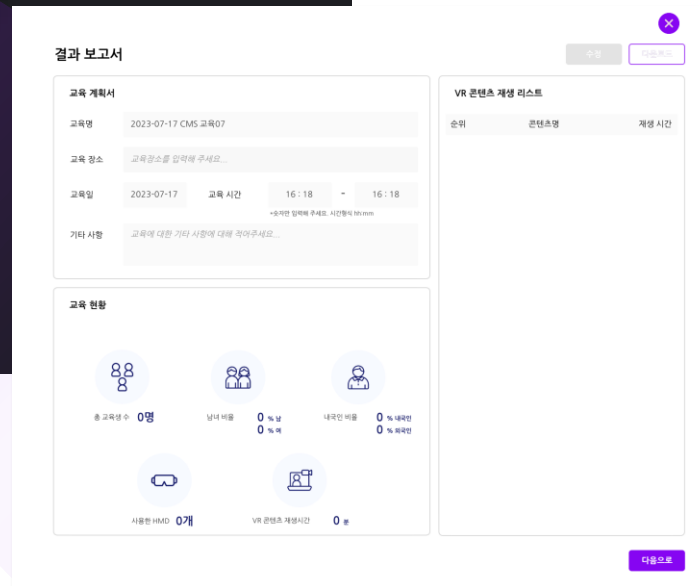 결과 보고서
수정
다운로드
교육 계획서
교육명 2023-07-17 CMS 교육07
교육 장소 교육장소를 입력해 주세요...
교육일 2023-07-17 교육 시간 16 : 18 - 16 : 18
*숫자만 입력해 주세요. 시간형식 hh:mm
기타 사항 교육에 대한 기타 사항에 대해 적어주세요...
교육 현황
총 교육생 수 0명
남녀 비율 0 % 남
0 % 여
내국인 비율 0 % 내국인
0 % 외국인
사용한 HMD 0개
VR 콘텐츠 재생시간 0 분
VR 콘텐츠 재생 리스트
순위 콘텐츠명 재생 시간
다음으로